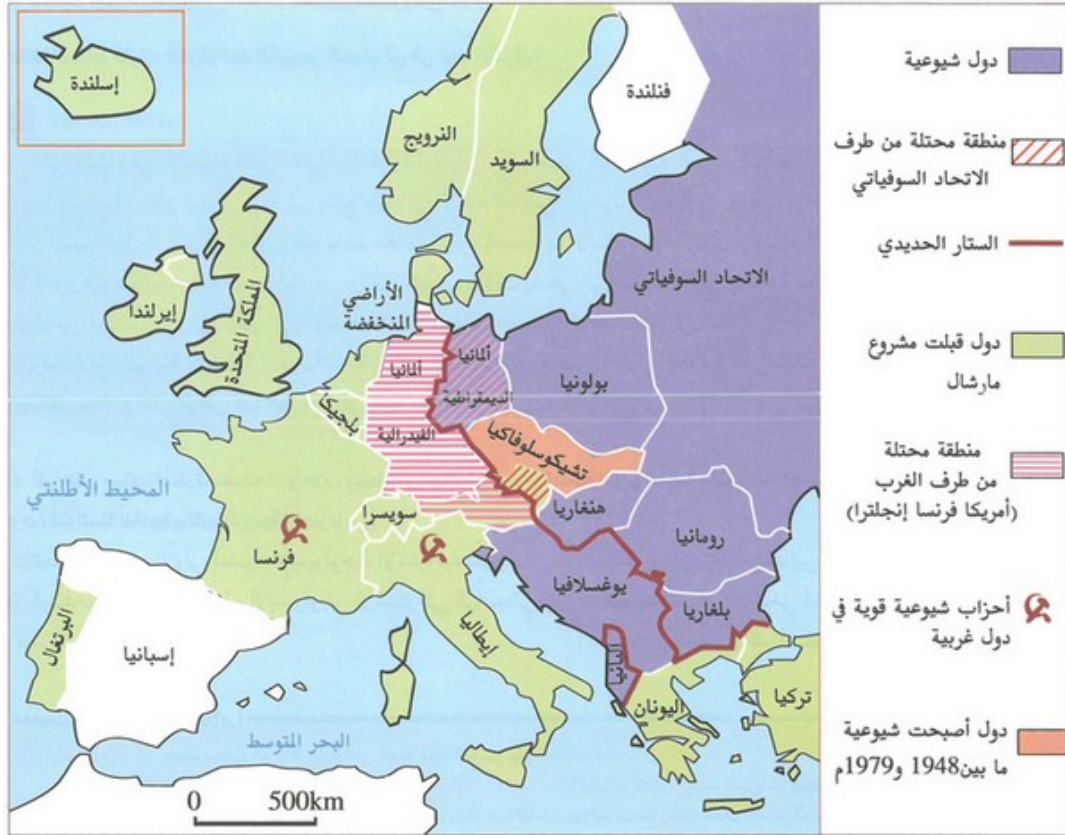 إسلندة
فنلندة
النرويج
السويد
الاتحاد السوفياتي
إيرلندا
المملكة المتحدة
الأراضي
المنخفضة
ألمانيا
الفيدرالية
ألمانيا
الديمقراطية
بولونيا
بلجيكا
تشيكوسلوفاكيا
المحيط الأطلنتي
سويسرا
هنغاريا
رومانيا
فرنسا
يوغسلافيا
بلغاريا
إيطاليا
البرتغال
إسبانيا
ألبانيا
اليونان
تركيا
البحر المتوسط
0 500km
دول شيوعية
منطقة محتلة من طرف
الاتحاد السوفياتي
الستار الحديدي
دول قبلت مشروع
مارشال
منطقة محتلة
من طرف الغرب
(أمريكا فرنسا إنجلترا)
أحزاب شيوعية قوية في
دول غربية
دول أصبحت شيوعية
ما بين 1948 و1979م